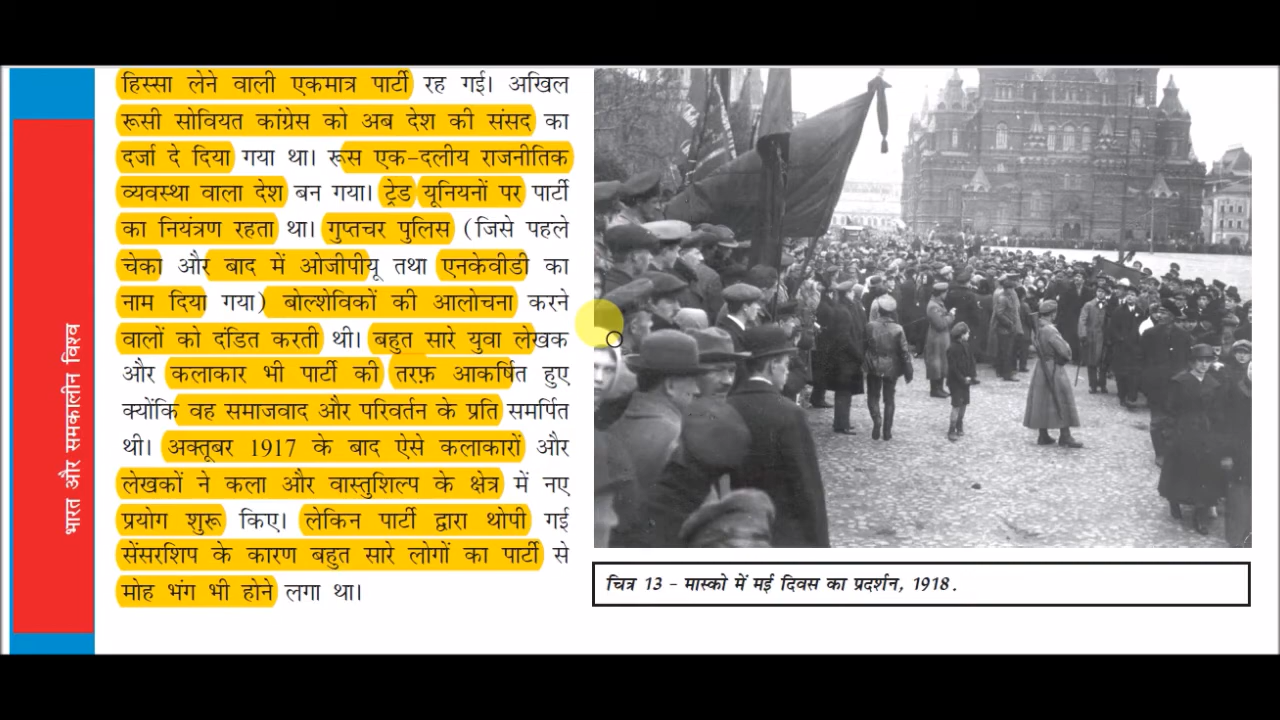 हिस्सा लेने वाली एकमात्र पार्टी रह गई। अखिल
रूसी सोवियत कांग्रेस को अब देश की संसद का
दर्जा दे दिया गया था। रूस एक-दलीय राजनीतिक
व्यवस्था वाला देश बन गया। ट्रेड यूनियनों पर पार्टी
का नियंत्रण रहता था। गुप्तचर पुलिस (जिसे पहले
चेका और बाद में ओजीपीयू तथा एनकेवीडी का
नाम दिया गया) बोल्शेविकों की आलोचना करने
वालों को दंडित करती थी। बहुत सारे युवा लेखक
और कलाकार भी पार्टी की तरफ़ आकर्षित हुए
क्योंकि वह समाजवाद और परिवर्तन के प्रति समर्पित
थी। अक्तूबर 1917 के बाद ऐसे कलाकारों और
लेखकों ने कला और वास्तुशिल्प के क्षेत्र में नए
प्रयोग शुरू किए। लेकिन पार्टी द्वारा थोपी गई
सेंसरशिप के कारण बहुत सारे लोगों का पार्टी से
मोह भंग भी होने लगा था।
चित्र 13 - मास्को में मई दिवस का प्रदर्शन, 1918.
भारत और समकालीन विश्व